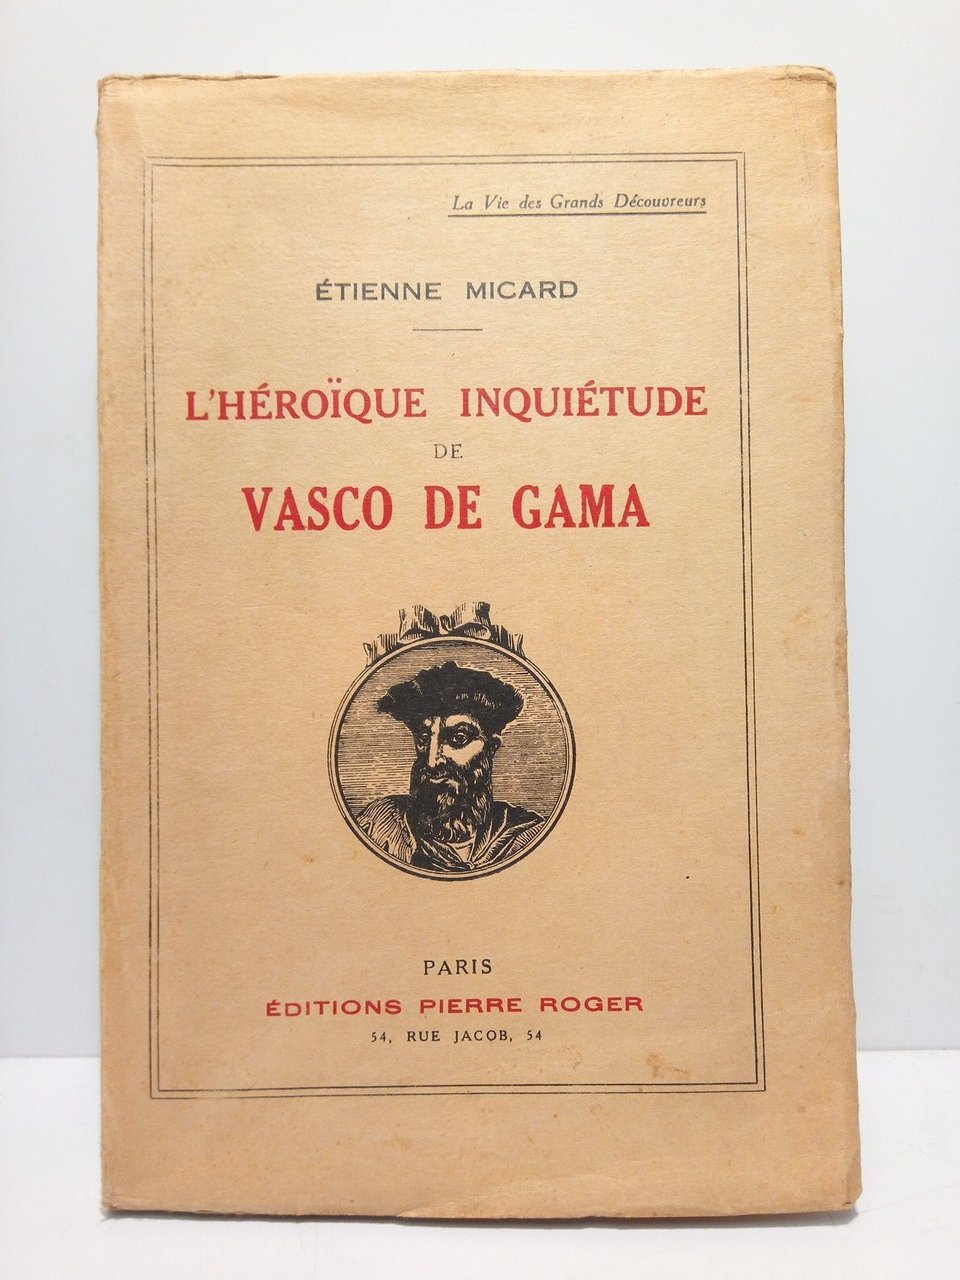 La Vie des Grands Découvreurs
ÉTIENNE MICARD
L'HÉROÏQUE INQUIÉTUDE
DE
VASCO DE GAMA
PARIS
ÉDITIONS PIERRE ROGER
54, RUE JACOB, 54